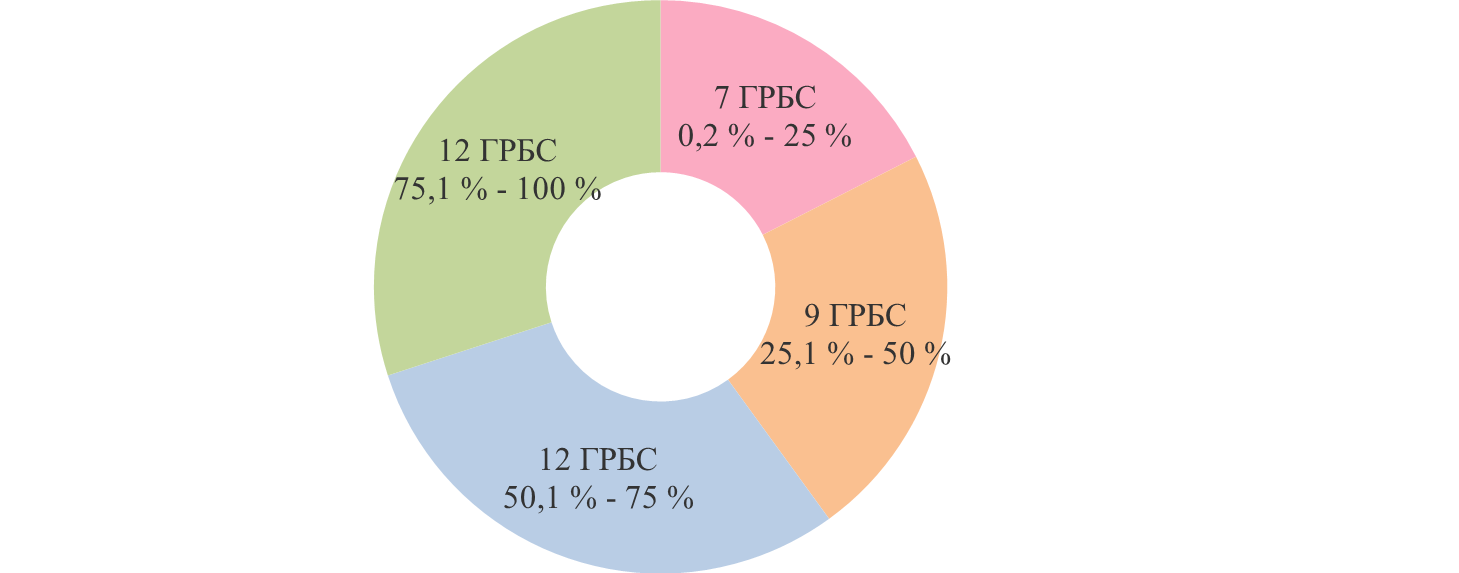 7 ГРБС
0,2 % - 25 %
12 ГРБС
75,1 % - 100 %
9 ГРБС
25,1 % - 50 %
12 ГРБС
50,1 % - 75 %